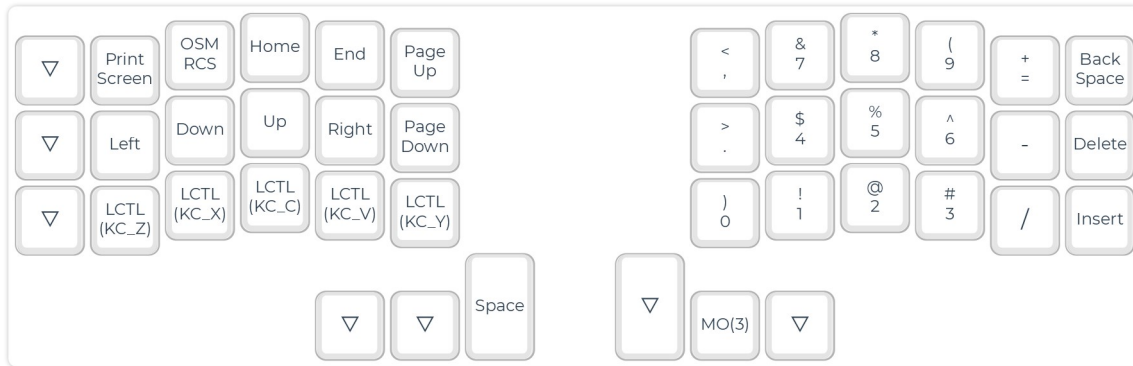 ▽
Print
Screen
OSM
RCS
Home
End
Page
Up
<
,
&
7
*
8
(
9
+
=
Back
Space
▽
Left
Down
Up
Right
Page
Down
>
.
$
4
%
5
^
6
-
Delete
▽
LCTL
(KC_Z)
LCTL
(KC_X)
LCTL
(KC_C)
LCTL
(KC_V)
LCTL
(KC_Y)
)
0
!
1
@
2
#
3
/
Insert
▽
▽
Space
▽
MO(3)
▽